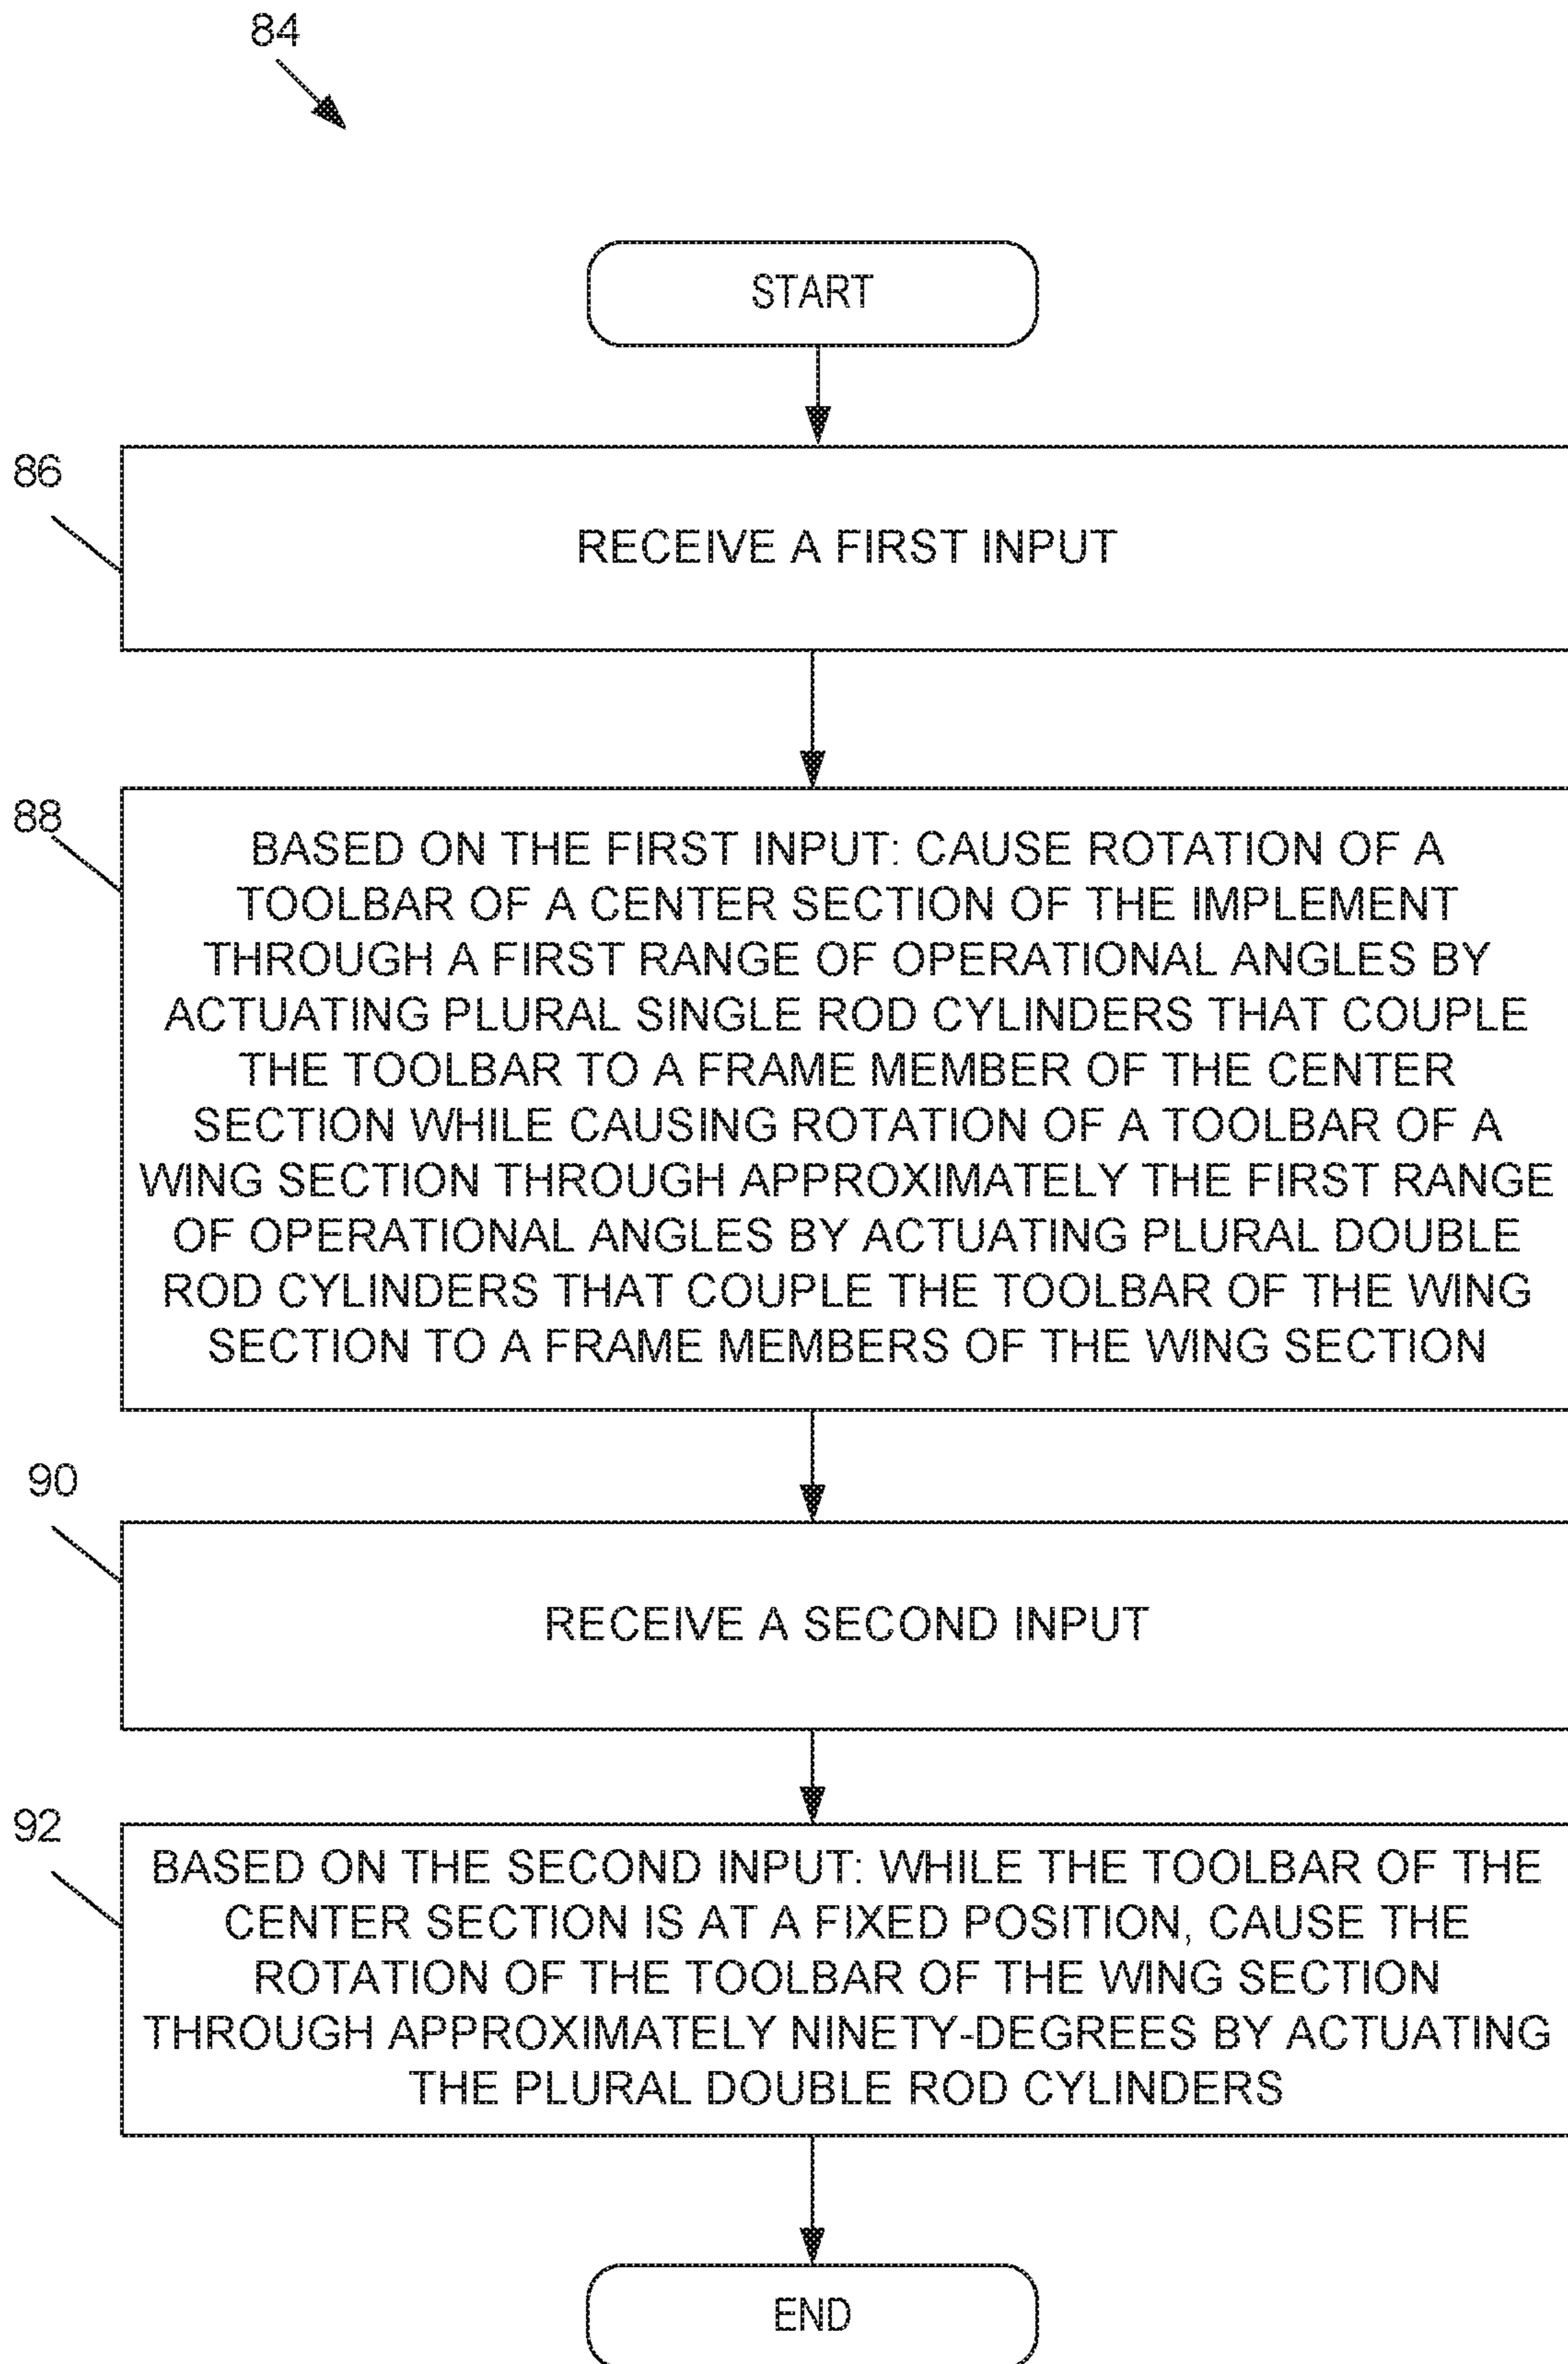 84
START
86
RECEIVE A FIRST INPUT
88
BASED ON THE FIRST INPUT: CAUSE ROTATION OF A
TOOLBAR OF A CENTER SECTION OF THE IMPLEMENT
THROUGH A FIRST RANGE OF OPERATIONAL ANGLES BY
ACTUATING PLURAL SINGLE ROD CYLINDERS THAT COUPLE
THE TOOLBAR TO A FRAME MEMBER OF THE CENTER
SECTION WHILE CAUSING ROTATION OF A TOOLBAR OF A
WING SECTION THROUGH APPROXIMATELY THE FIRST RANGE
OF OPERATIONAL ANGLES BY ACTUATING PLURAL DOUBLE
ROD CYLINDERS THAT COUPLE THE TOOLBAR OF THE WING
SECTION TO A FRAME MEMBERS OF THE WING SECTION
90
RECEIVE A SECOND INPUT
92
BASED ON THE SECOND INPUT: WHILE THE TOOLBAR OF THE
CENTER SECTION IS AT A FIXED POSITION, CAUSE THE
ROTATION OF THE TOOLBAR OF THE WING SECTION
THROUGH APPROXIMATELY NINETY-DEGREES BY ACTUATING
THE PLURAL DOUBLE ROD CYLINDERS
END